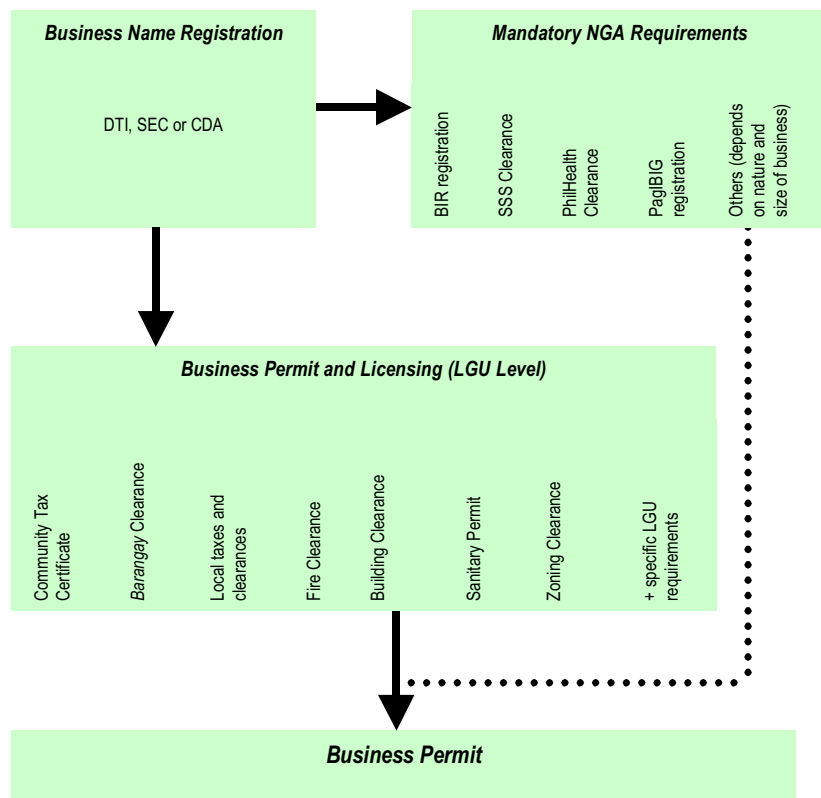 Business Name Registration
DTI, SEC or CDA
Mandatory NGA Requirements
BIR registration
SSS Clearance
PhilHealth
Clearance
PagIBIG
registration
Others (depends
on nature and
size of business)
Business Permit and Licensing (LGU Level)
Community Tax
Certificate
Barangay Clearance
Local taxes and
clearances
Fire Clearance
Building Clearance
Sanitary Permit
Zoning Clearance
+ specific LGU
requirements
Business Permit